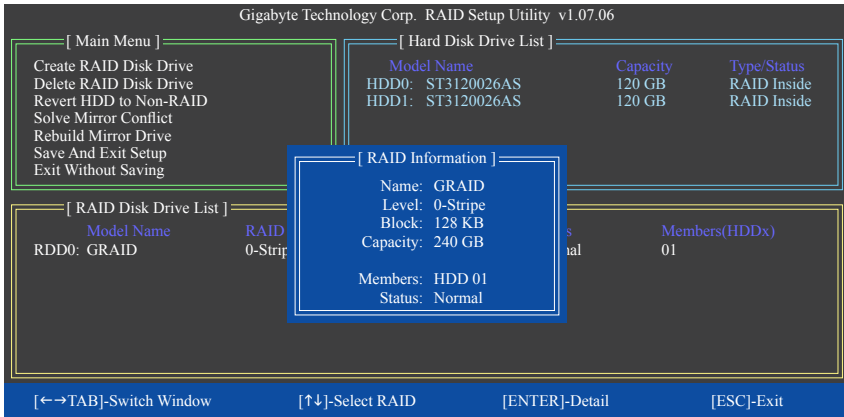 Gigabyte Technology Corp. RAID Setup Utility v1.07.06
[ Main Menu ]
Create RAID Disk Drive
Delete RAID Disk Drive
Revert HDD to Non-RAID
Solve Mirror Conflict
Rebuild Mirror Drive
Save And Exit Setup
Exit Without Saving
[ Hard Disk Drive List ]
Model Name Capacity Type/Status
HDD0: ST3120026AS 120 GB RAID Inside
HDD1: ST3120026AS 120 GB RAID Inside
[ RAID Information ]
Name: GRAID
Level: 0-Stripe
Block: 128 KB
Capacity: 240 GB
Members: HDD 01
Status: Normal
[ RAID Disk Drive List ]
Model Name RAID Members(HDDx)
RDD0: GRAID 0-Strip 01
[←→TAB]-Switch Window [↑↓]-Select RAID [ENTER]-Detail [ESC]-Exit